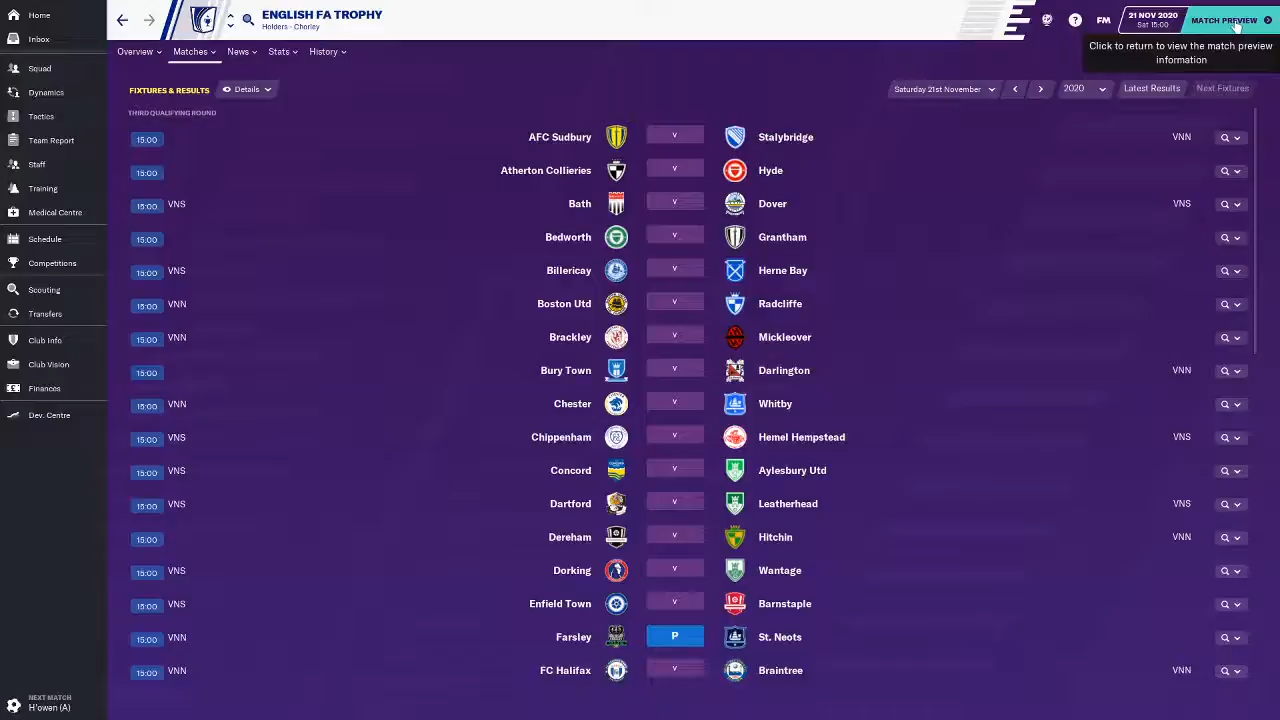 ENGLISH FA TROPHY
Holders - Chorley
FM
21 NOV 2020
Sat 15:00
MATCH PREVIEW
Click to return to view the match preview
information
Overview
Matches
News
Stats
History
Home
Inbox
Squad
Dynamics
Tactics
Team Report
Staff
Training
Medical Centre
Schedule
Competitions
Scouting
Transfers
Club Info
Club Vision
Finances
Dev. Centre
NEXT MATCH
H'owen (A)
FIXTURES & RESULTS
Details
Saturday 21st November
2020
Latest Results
Next Fixtures
THIRD QUALIFYING ROUND
15:00 AFC Sudbury v Stalybridge VNN
15:00 Atherton Collieries v Hyde
15:00 VNS Bath v Dover VNS
15:00 Bedworth v Grantham
15:00 VNS Billericay v Herne Bay
15:00 VNN Boston Utd v Radcliffe
15:00 VNN Brackley v Mickleover
15:00 Bury Town v Darlington VNN
15:00 VNN Chester v Whitby
15:00 VNS Chippenham v Hemel Hempstead VNS
15:00 VNS Concord v Aylesbury Utd
15:00 VNS Dartford v Leatherhead VNS
15:00 Dereham v Hitchin VNN
15:00 VNS Dorking v Wantage
15:00 VNS Enfield Town v Barnstaple
15:00 VNN Farsley P St. Neots
15:00 VNN FC Halifax v Braintree VNN